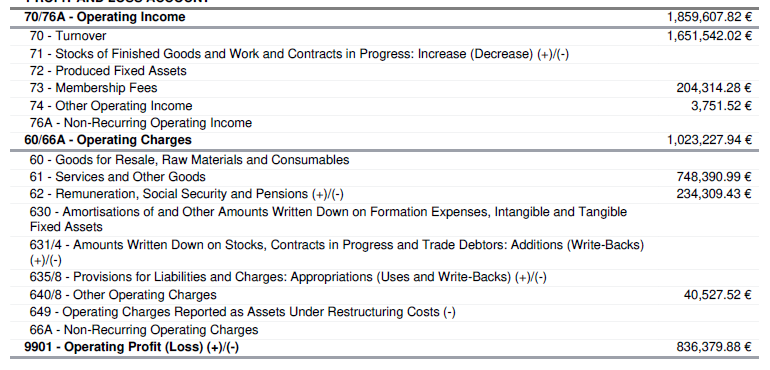 PROFIT AND LOSS ACCOUNT
70/76A - Operating Income 1,859,607.82 €
70 - Turnover 1,651,542.02 €
71 - Stocks of Finished Goods and Work and Contracts in Progress: Increase (Decrease) (+)/(-)
72 - Produced Fixed Assets
73 - Membership Fees 204,314.28 €
74 - Other Operating Income 3,751.52 €
76A - Non-Recurring Operating Income
60/66A - Operating Charges 1,023,227.94 €
60 - Goods for Resale, Raw Materials and Consumables
61 - Services and Other Goods 748,390.99 €
62 - Remuneration, Social Security and Pensions (+)/(-) 234,309.43 €
630 - Amortisations of and Other Amounts Written Down on Formation Expenses, Intangible and Tangible
Fixed Assets
631/4 - Amounts Written Down on Stocks, Contracts in Progress and Trade Debtors: Additions (Write-Backs)
(+)/(-)
635/8 - Provisions for Liabilities and Charges: Appropriations (Uses and Write-Backs) (+)/(-)
640/8 - Other Operating Charges 40,527.52 €
649 - Operating Charges Reported as Assets Under Restructuring Costs (-)
66A - Non-Recurring Operating Charges
9901 - Operating Profit (Loss) (+)/(-) 836,379.88 €